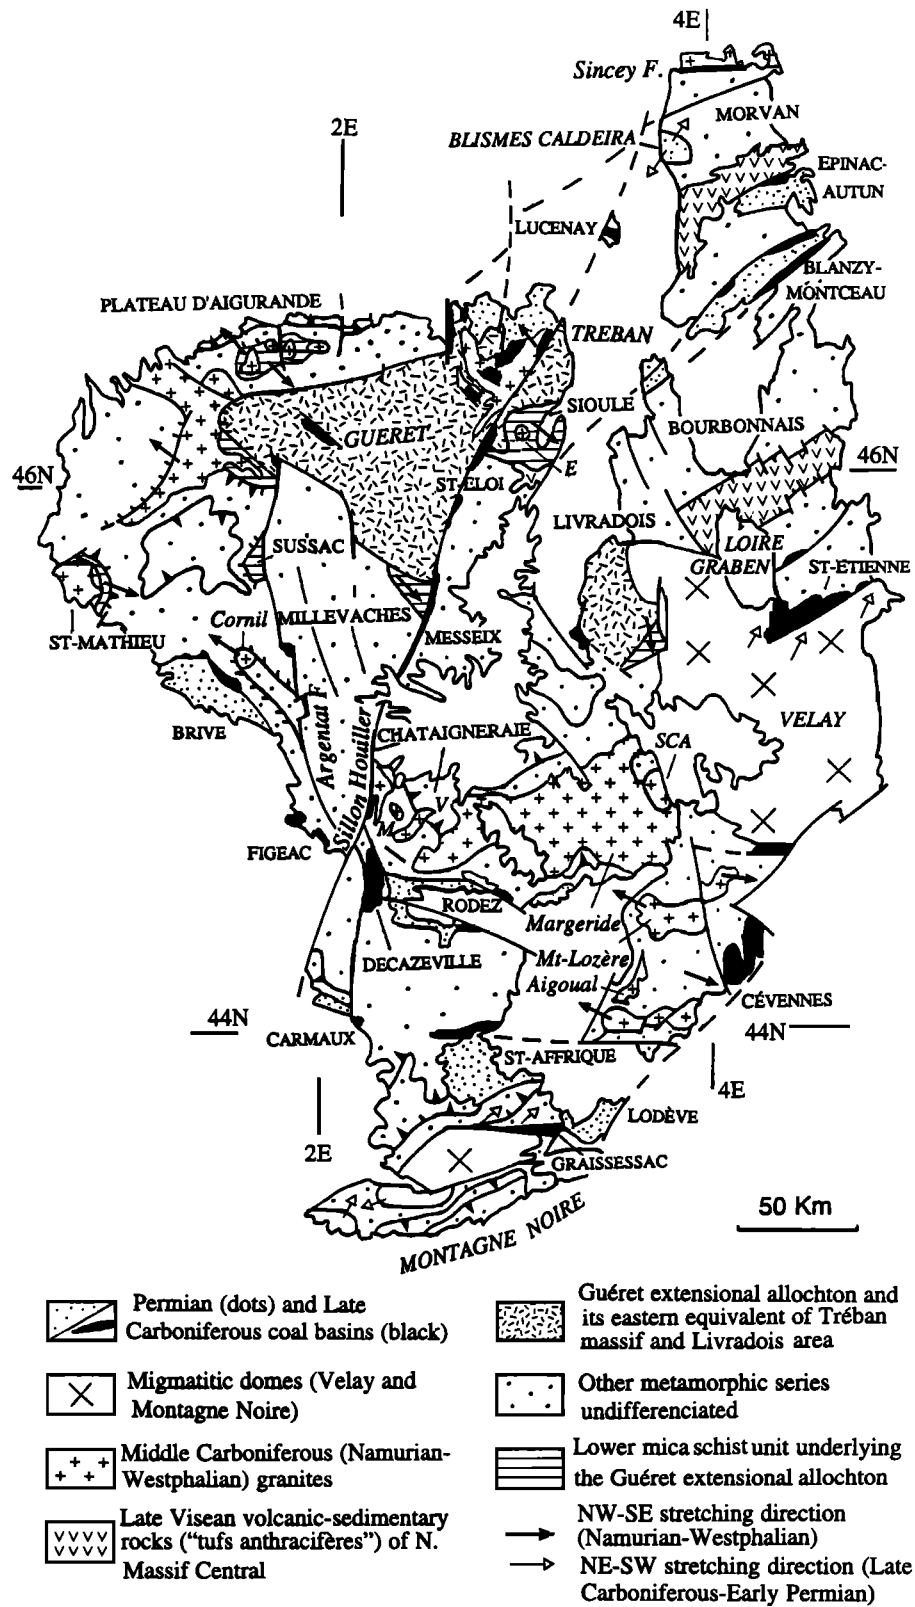 4E
Sincey F.
MORVAN
2E
BLISMES CALDEIRA
EPINAC-
AUTUN
LUCENAY
BLANZY-
MONTCEAU
PLATEAU D'AIGURANDE
TREBAN
SIOULE
GUERET
BOURBONNAIS
E
46N
46N
ST-ELOI
LIVRADOIS
SUSSAC
LOIRE
GRABEN
ST-ETIENNE
Cornil
MILLEVACHES
MESSEIX
ST-MATHIEU
BRIVE
Argentat F
Sillon Houiller
CHATAIGNERAIE
SCA
VELAY
V
M
FIGEAC
RODEZ
Margeride
DECAZEVILLE
Mt-Lozère
Aigoual
CÉVENNES
44N
44N
CARMAUX
ST-AFFRIQUE
4E
LODÈVE
2E
GRAISSESSAC
MONTAGNE NOIRE
50 Km
Permian (dots) and Late
Carboniferous coal basins (black)
Migmatitic domes (Velay and
Montagne Noire)
Middle Carboniferous (Namurian-
Westphalian) granites
Late Visean volcanic-sedimentary
rocks ("tufs anthracifères") of N.
Massif Central
Guéret extensional allochton and
its eastern equivalent of Tréban
massif and Livradois area
Other metamorphic series
undifferenciated
Lower mica schist unit underlying
the Guéret extensional allochton
NW-SE stretching direction
(Namurian-Westphalian)
NE-SW stretching direction (Late
Carboniferous-Early Permian)